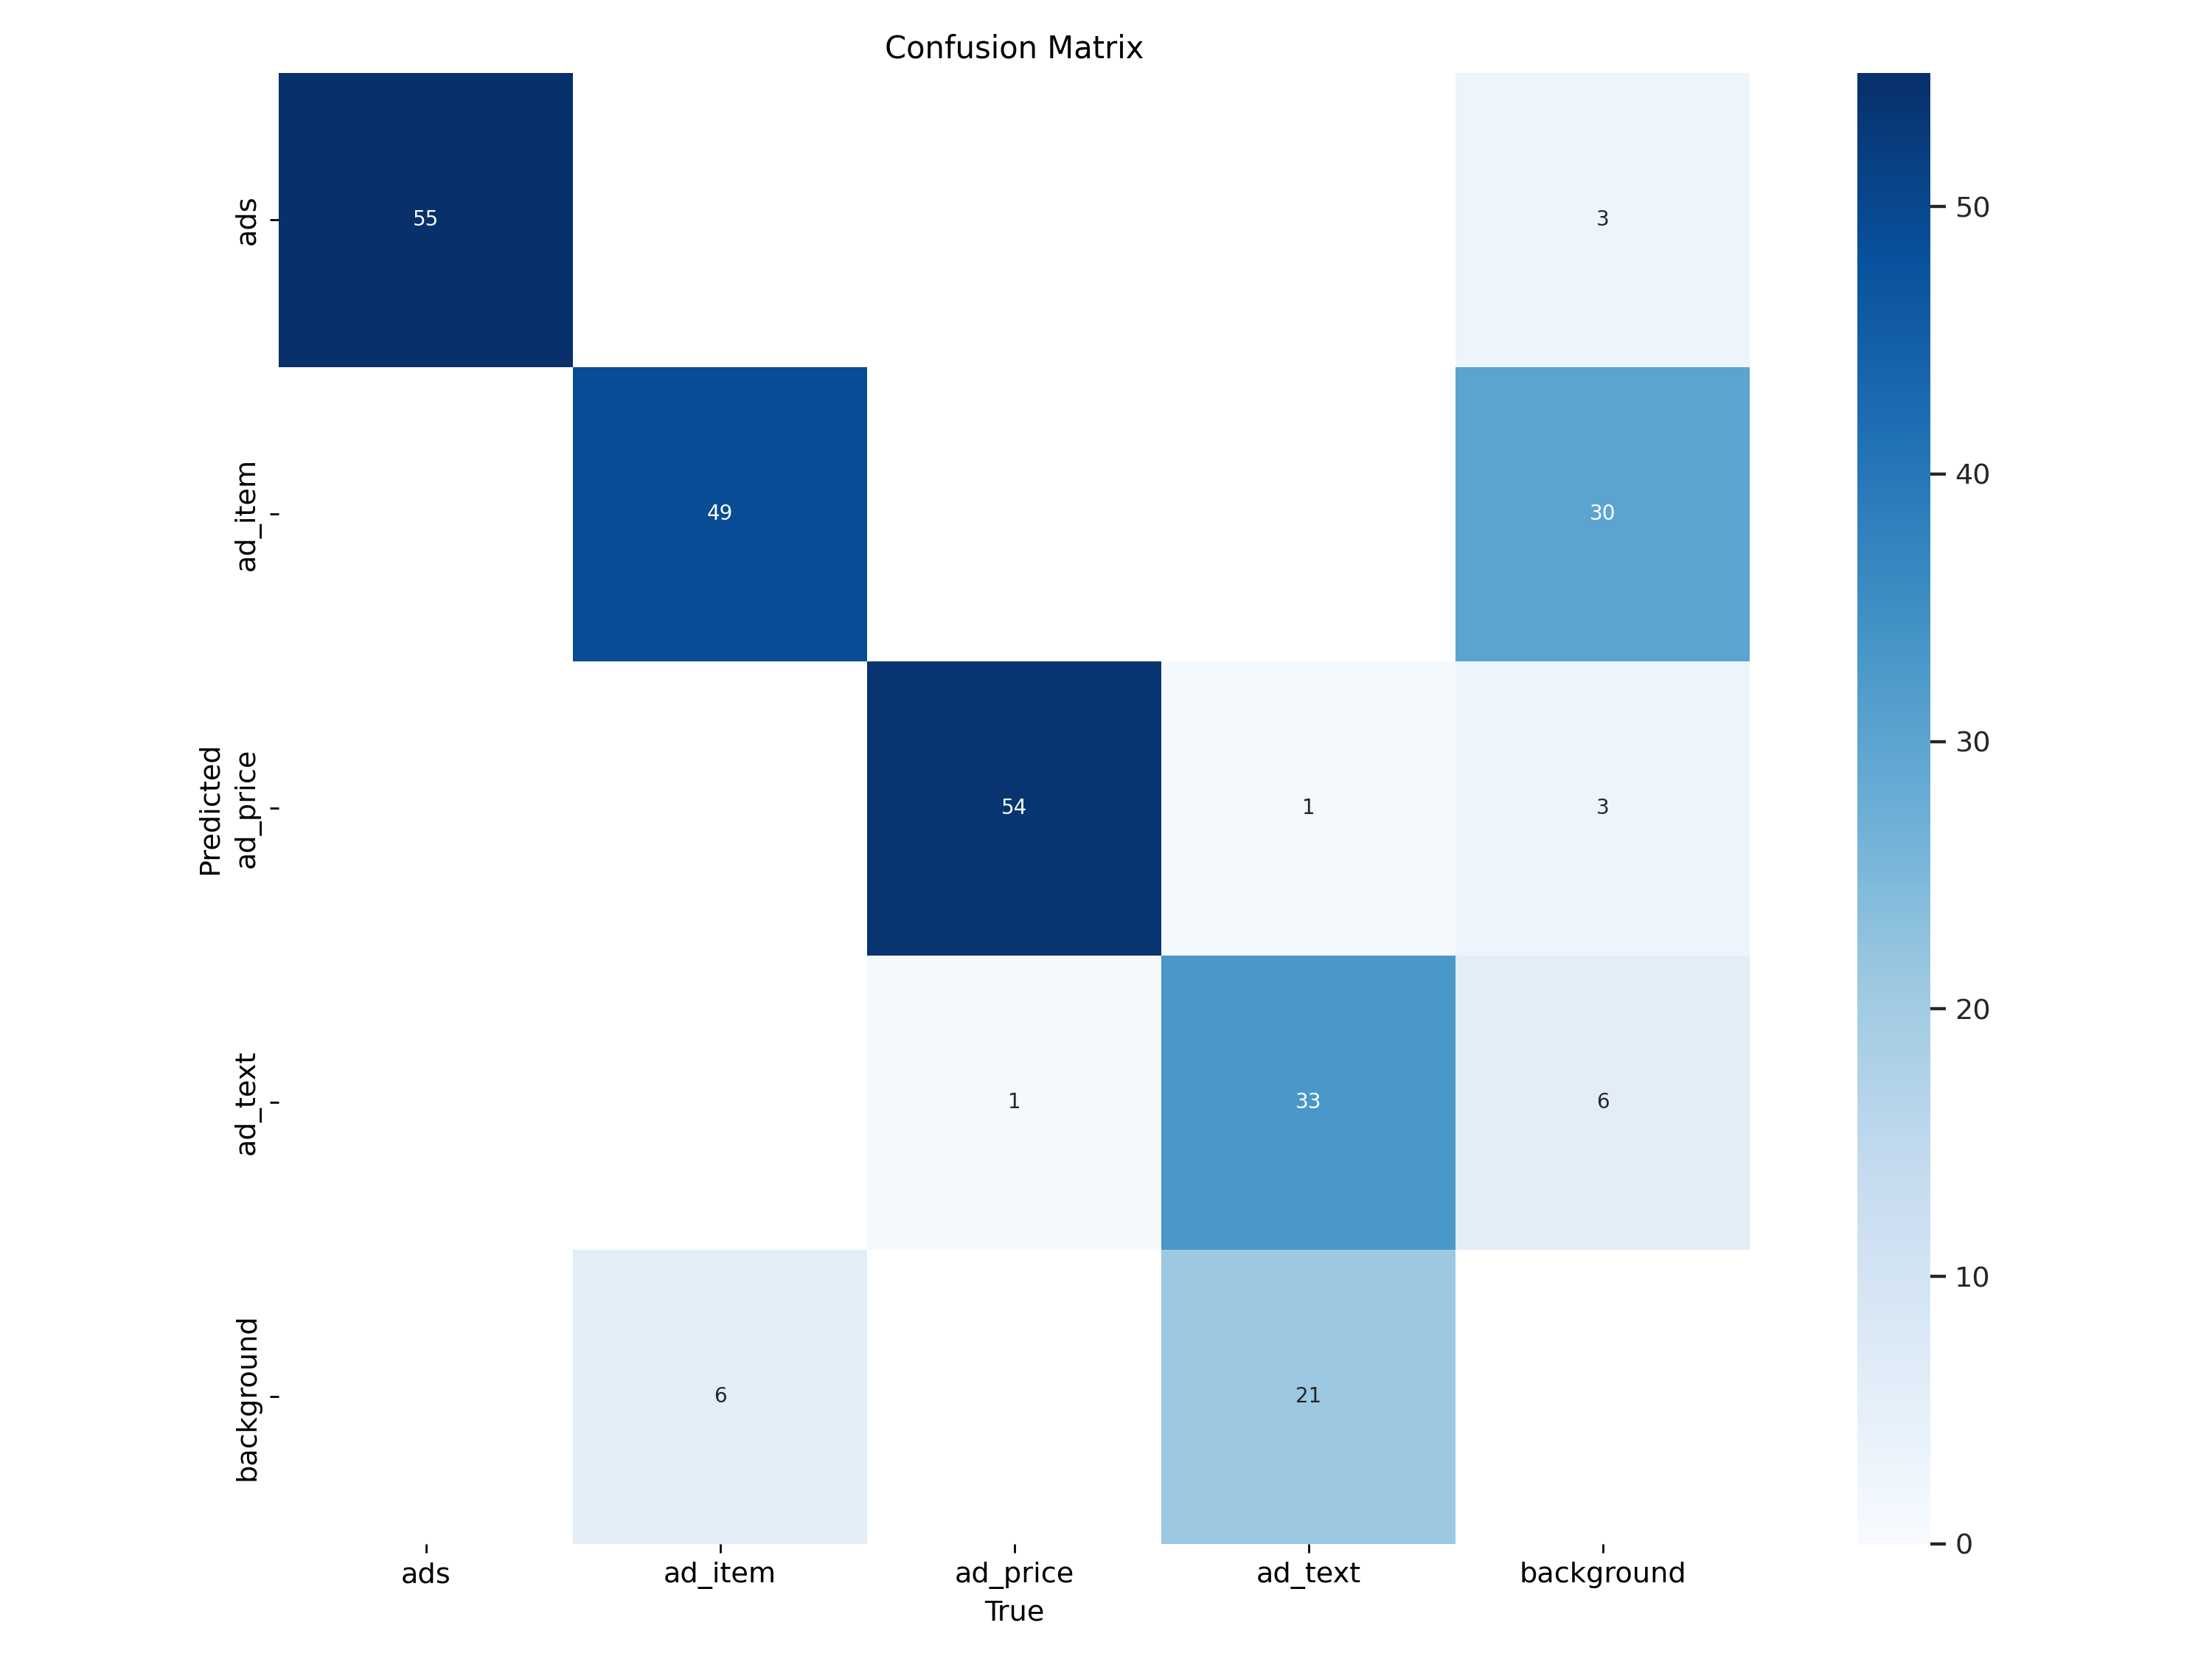 Confusion Matrix
ads
55
3
50
ad_item
49
30
40
Predicted
ad_price
54
1
3
30
ad_text
1
33
6
20
background
6
21
10
0
ads
ad_item
ad_price
ad_text
background
True